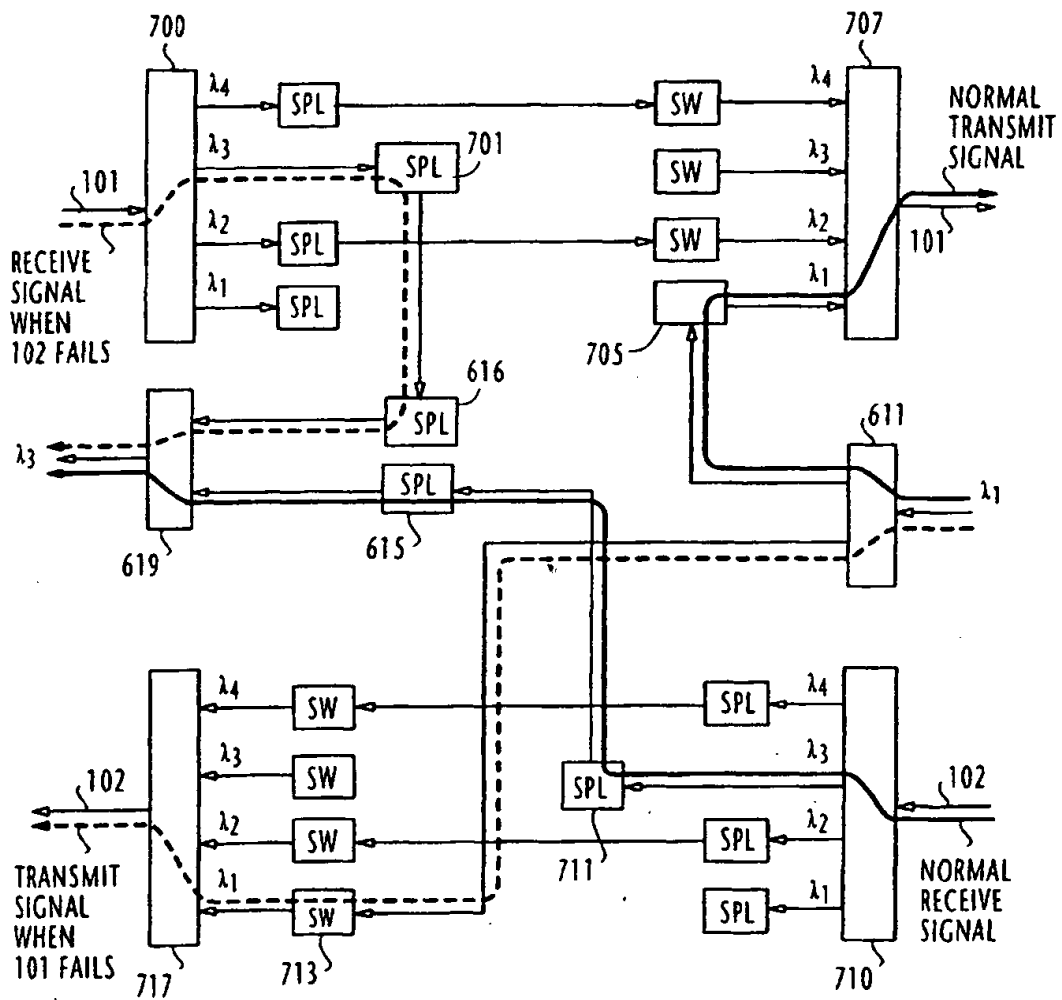 700
707
λ4
SPL
SW
λ4
NORMAL
TRANSMIT
SIGNAL
701
λ3
SPL
SW
λ3
101
λ2
SPL
SW
λ2
101
RECEIVE
SIGNAL
WHEN
102 FAILS
λ1
SPL
λ1
705
616
SPL
611
λ3
SPL
λ1
615
619
λ4
SW
SPL
λ4
λ3
SW
SPL
λ3
102
102
λ2
SW
SPL
λ2
711
TRANSMIT
SIGNAL
WHEN
101 FAILS
λ1
SW
SPL
λ1
NORMAL
RECEIVE
SIGNAL
713
717
710